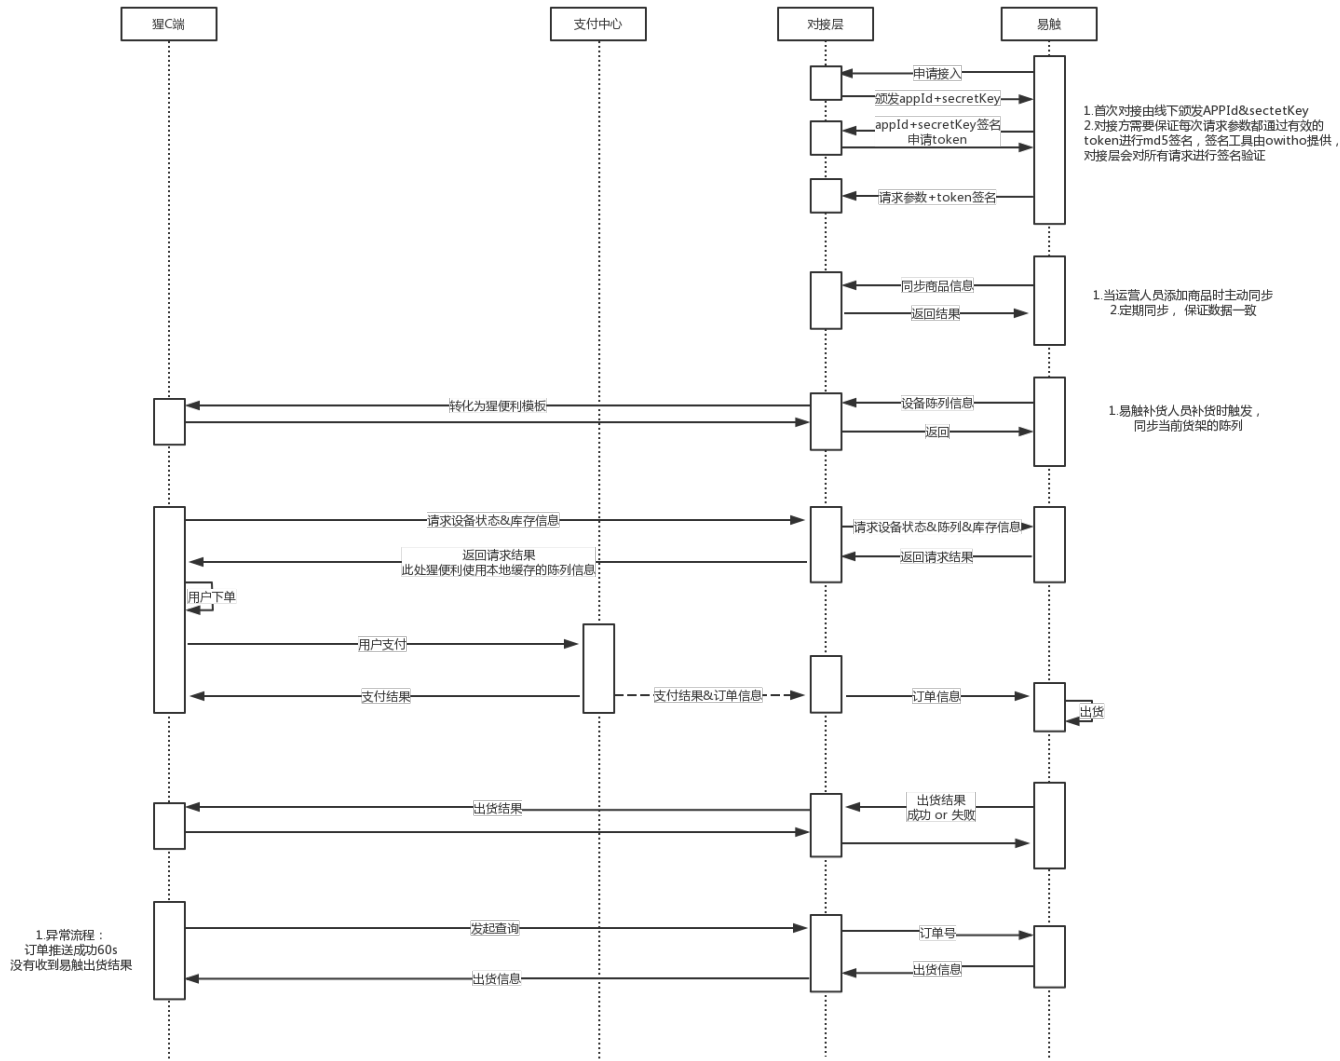 猩C端
支付中心
对接层
易触
申请接入
颁发appId+secretKey
appId+secretKey签名
申请token
请求参数+token签名
1.首次对接由线下颁发APPId&sectetKey
2.对接方需要保证每次请求参数都通过有效的
token进行md5签名，签名工具由owitho提供，
对接层会对所有请求进行签名验证
同步商品信息
返回结果
1.当运营人员添加商品时主动同步
2.定期同步，保证数据一致
转化为猩便利模板
设备陈列信息
返回
1.易触补货人员补货时触发，
同步当前货架的陈列
请求设备状态&库存信息
请求设备状态&陈列&库存信息
返回请求结果
此处猩便利使用本地缓存的陈列信息
返回请求结果
用户下单
用户支付
支付结果
支付结果&订单信息
订单信息
出货
出货结果
出货结果
成功 or 失败
1.异常流程：
订单推送成功60s
没有收到易触出货结果
发起查询
订单号
出货信息
出货信息